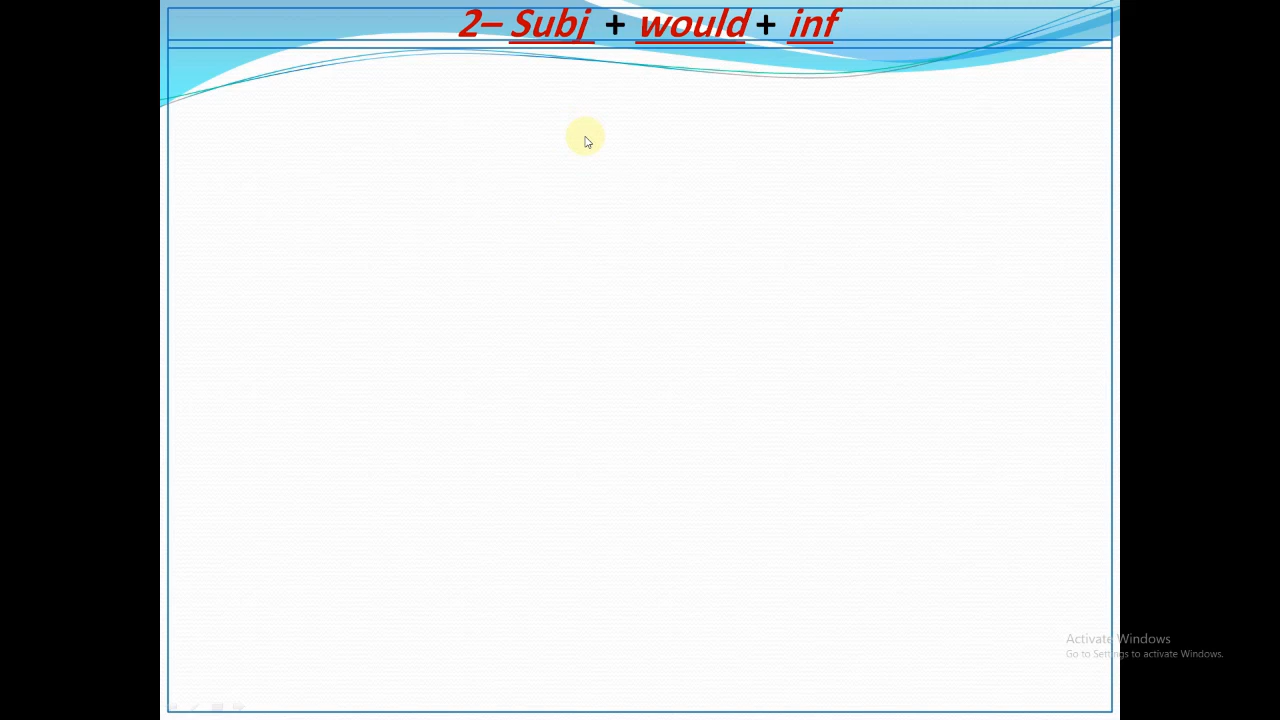 2– Subj + would + inf
Activate Windows
Go to Settings to activate Windows.